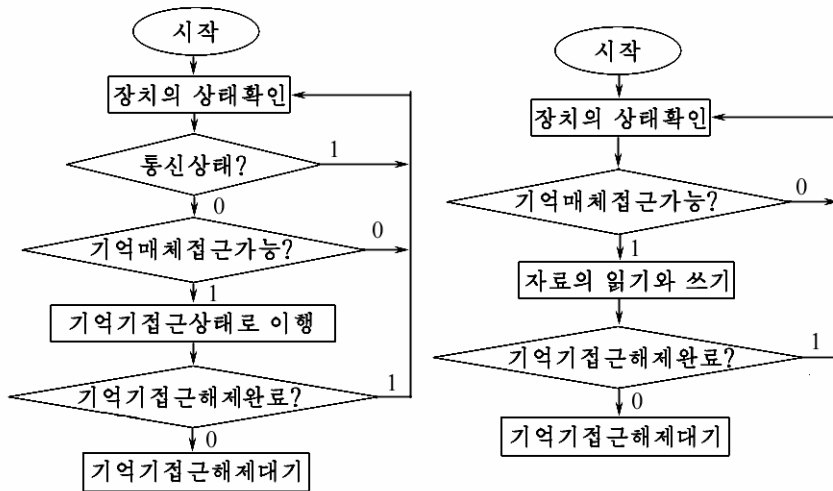 시작
장치의 상태확인
통신상태?
1
0
기억매체접근가능?
0
1
기억기접근상태로 이행
기억기접근해제완료?
1
0
기억기접근해제대기
시작
장치의 상태확인
기억매체접근가능?
0
1
자료의 읽기와 쓰기
기억기접근해제완료?
1
0
기억기접근해제대기